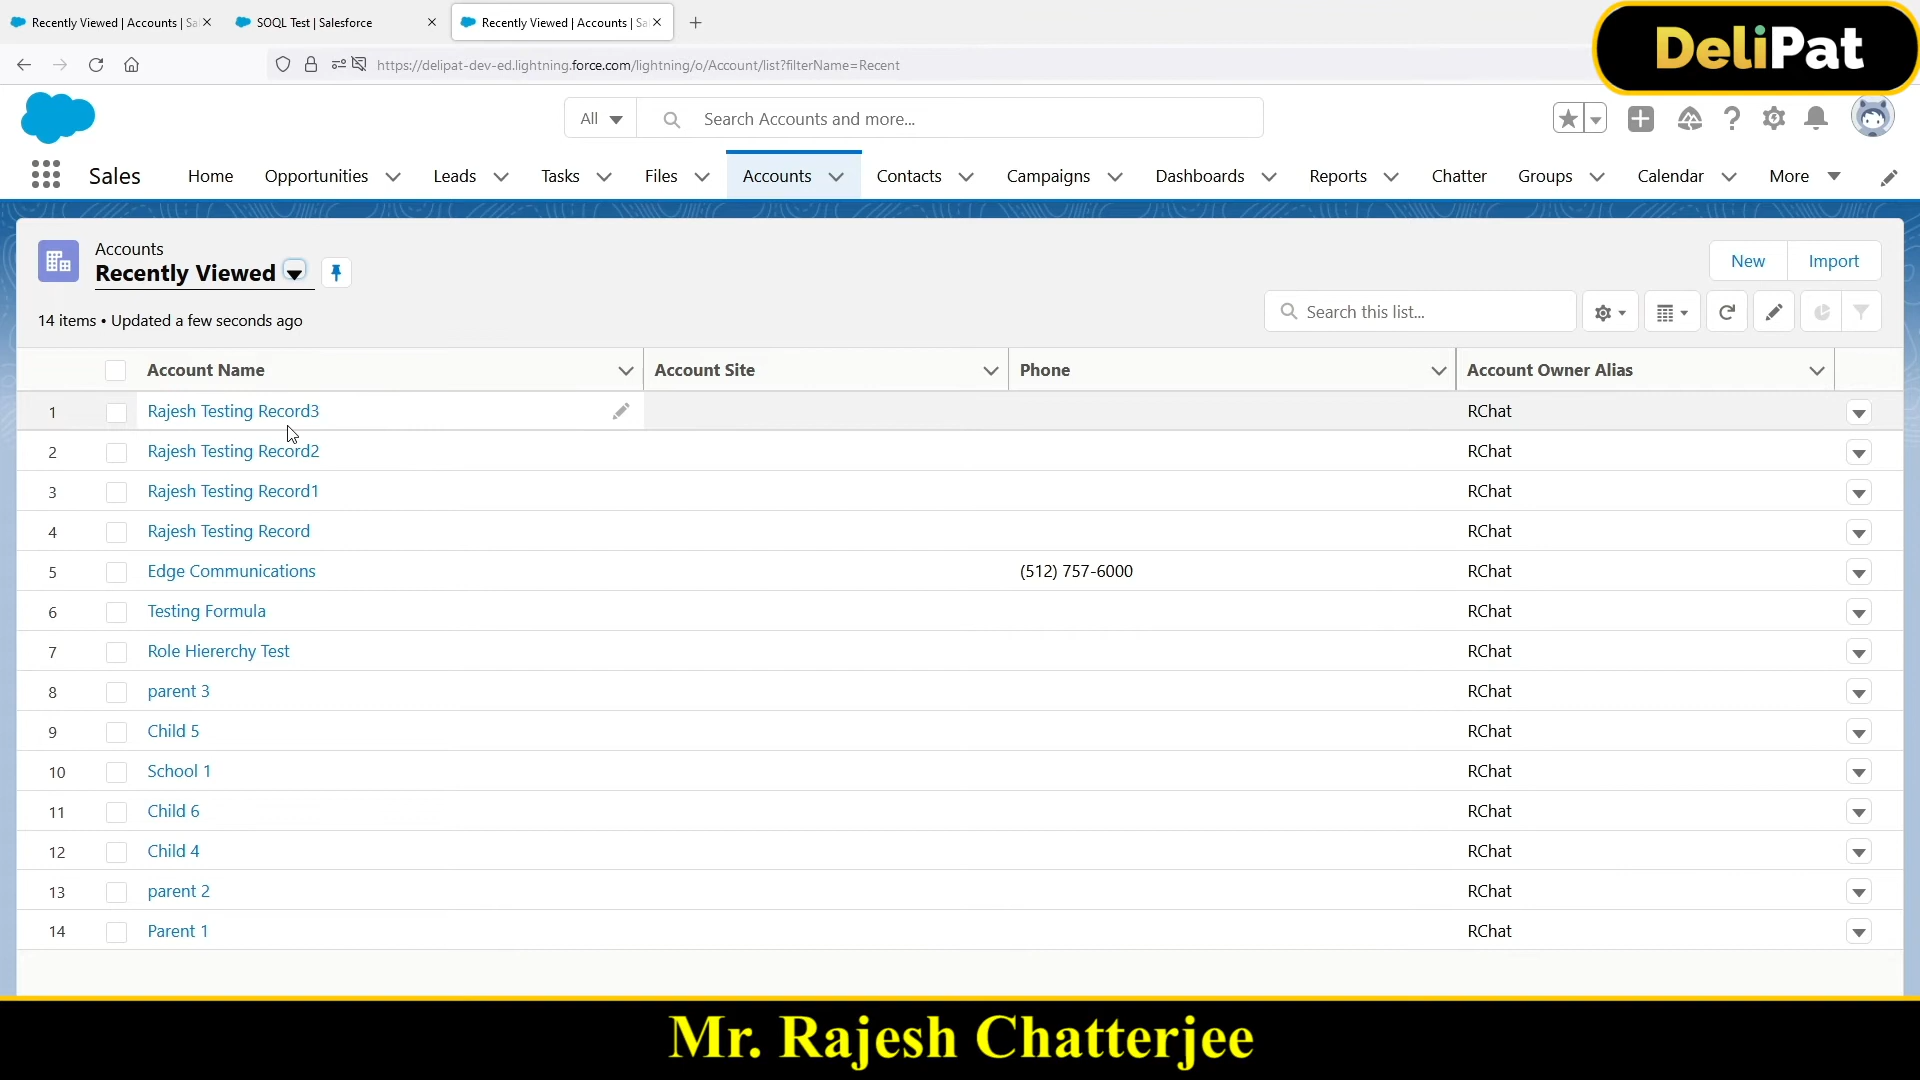 Recently Viewed | Accounts | Sa
SOQL Test | Salesforce
Recently Viewed | Accounts | Sa
DeliPat
https://delipat-dev-ed.lightning.force.com/lightning/o/Account/list?filterName=Recent
All
Search Accounts and more...
Sales
Home
Opportunities
Leads
Tasks
Files
Accounts
Contacts
Campaigns
Dashboards
Reports
Chatter
Groups
Calendar
More
Accounts
Recently Viewed
New
Import
14 items • Updated a few seconds ago
Search this list...
Account Name
Account Site
Phone
Account Owner Alias
1 Rajesh Testing Record3 RChat
2 Rajesh Testing Record2 RChat
3 Rajesh Testing Record1 RChat
4 Rajesh Testing Record RChat
5 Edge Communications (512) 757-6000 RChat
6 Testing Formula RChat
7 Role Hiererchy Test RChat
8 parent 3 RChat
9 Child 5 RChat
10 School 1 RChat
11 Child 6 RChat
12 Child 4 RChat
13 parent 2 RChat
14 Parent 1 RChat
Mr. Rajesh Chatterjee